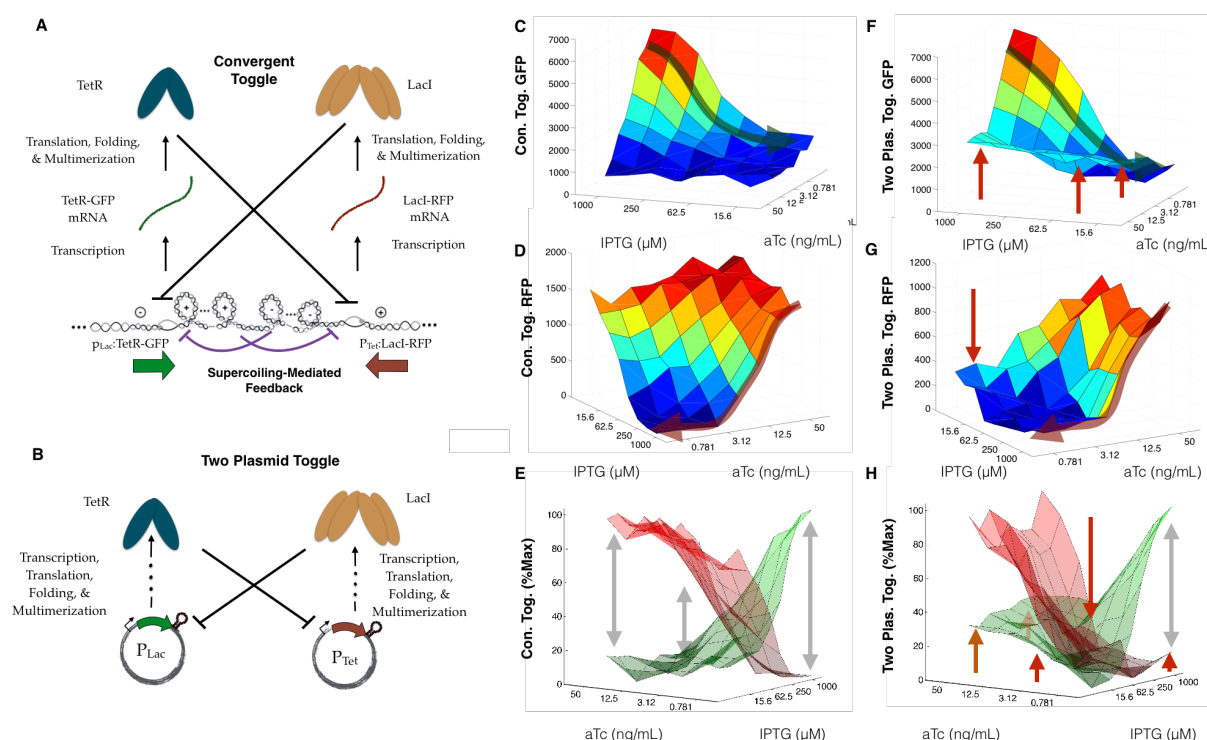 A
Convergent
Toggle
TetR
LacI
Translation, Folding,
& Multimerization
Translation, Folding,
& Multimerization
TetR-GFP
mRNA
LacI-RFP
mRNA
Transcription
Transcription
- + + - - +
pLac:TetR-GFP
PTet:LacI-RFP
Supercoiling-Mediated
Feedback
B
Two Plasmid Toggle
TetR
LacI
Transcription,
Translation,
Folding, &
Multimerization
Transcription,
Translation,
Folding, &
Multimerization
PLac
PTet
C
Con. Tog. GFP
7000
6000
5000
4000
3000
2000
1000
0
1000 250 62.5 15.6
50 12 3.12 0.781
IPTG (µM)
aTc (ng/mL)
D
Con. Tog. RFP
2000
1500
1000
500
0
15.6 62.5 250 1000
0.781 3.12 12.5 50
IPTG (µM)
aTc (ng/mL)
E
Con. Tog. (%Max)
100
80
60
40
20
0
50 12.5 3.12 0.781
15.6 62.5 250 1000
aTc (ng/mL)
IPTG (µM)
F
Two Plas. Tog. GFP
7000
6000
5000
4000
3000
2000
1000
0
1000 250 62.5 15.6
50 12.5 3.12 0.781
IPTG (µM)
aTc (ng/mL)
G
Two Plas. Tog. RFP
1200
1000
800
600
400
200
0
15.6 62.5 250 1000
0.781 3.12 12.5 50
IPTG (µM)
aTc (ng/mL)
H
Two Plas. Tog. (%Max)
100
80
60
40
20
0
50 12.5 3.12 0.781
15.6 62.5 250 1000
aTc (ng/mL)
IPTG (µM)